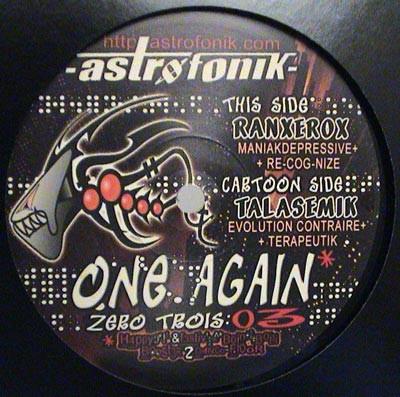 http astrofonik.com
-astrofonik-
THIS SIDE:
RANXEROX
MANIAKDEPRESSIVE+
+ RE-COG-NIZE
CARTOON SIDE:
TALASEMIK
EVOLUTION CONTRAIRE+
+ TERAPEUTIK
ONE. AGAIN*
ZERO TROIS 03
2